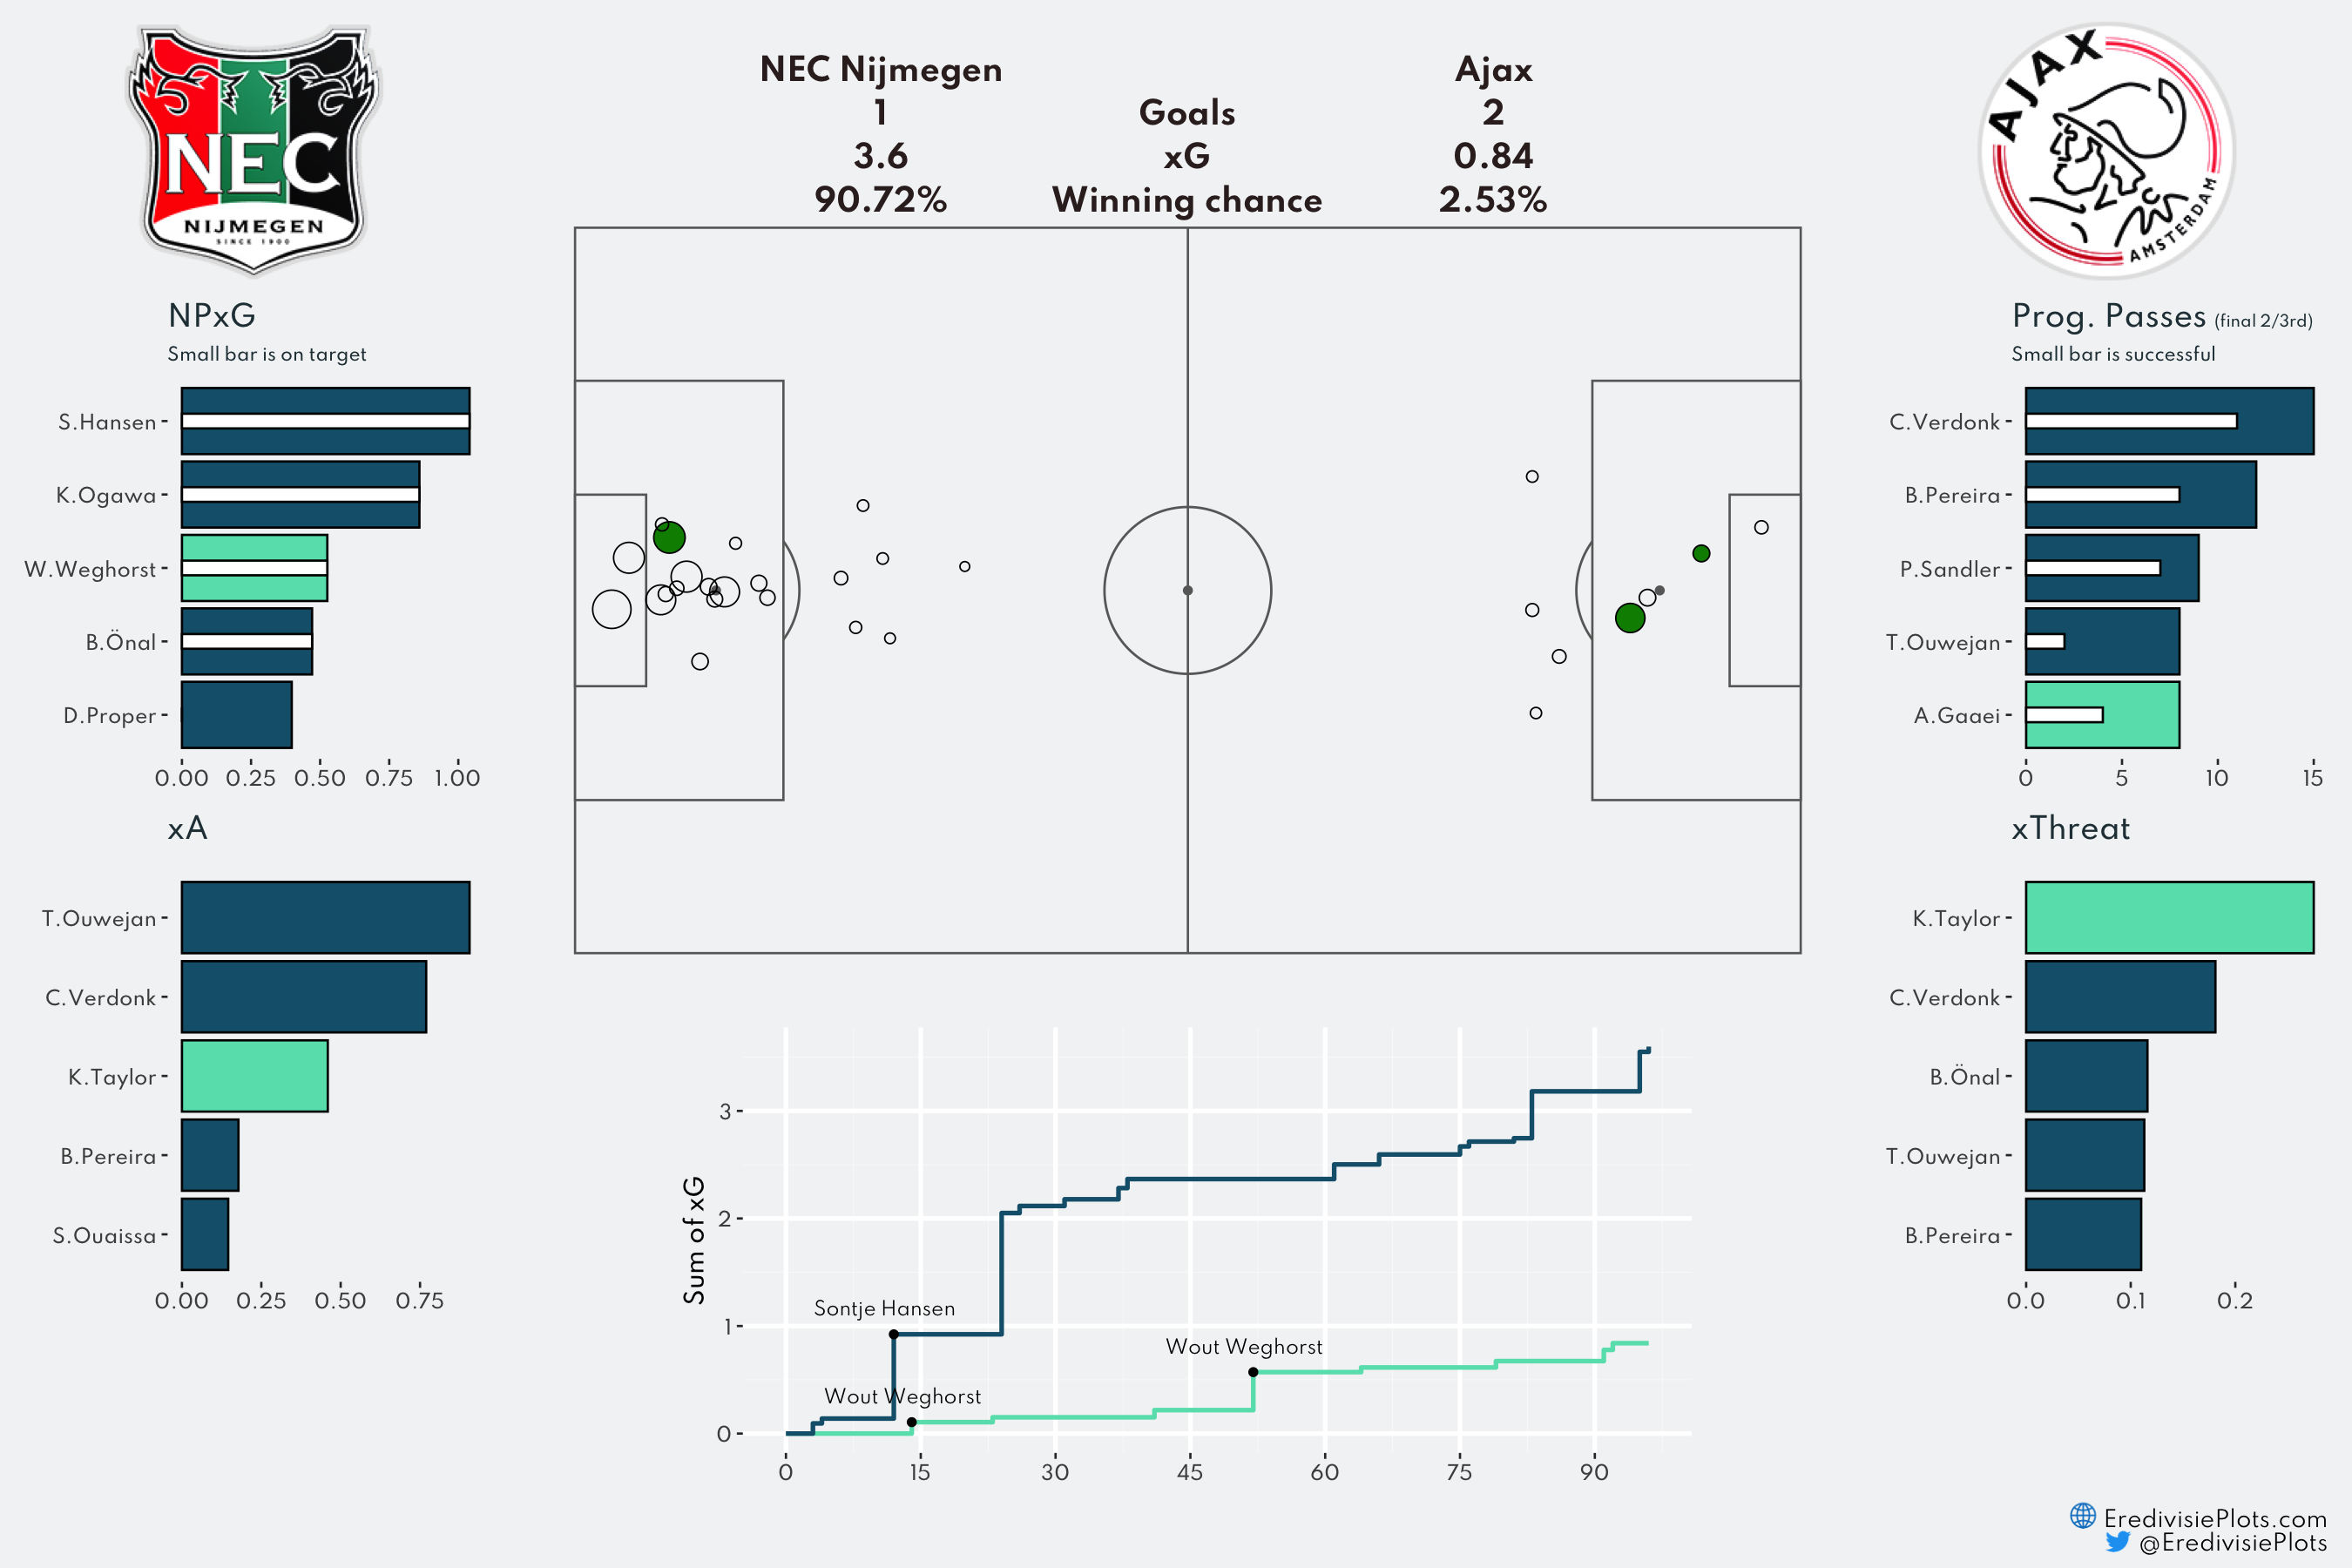 NEC
NIJMEGEN
SINCE 1900
NEC Nijmegen Ajax
1 Goals 2
3.6 xG 0.84
90.72% Winning chance 2.53%
AJAX
AMSTERDAM
NPxG
Small bar is on target
S.Hansen
K.Ogawa
W.Weghorst
B.Önal
D.Proper
0.00 0.25 0.50 0.75 1.00
xA
T.Ouwejan
C.Verdonk
K.Taylor
B.Pereira
S.Ouaissa
0.00 0.25 0.50 0.75
Sum of xG
3
2
1
0
Sontje Hansen
Wout Weghorst
Wout Weghorst
0 15 30 45 60 75 90
Prog. Passes (final 2/3rd)
Small bar is successful
C.Verdonk
B.Pereira
P.Sandler
T.Ouwejan
A.Gaaei
0 5 10 15
xThreat
K.Taylor
C.Verdonk
B.Önal
T.Ouwejan
B.Pereira
0.0 0.1 0.2
EredivisiePlots.com
@EredivisiePlots